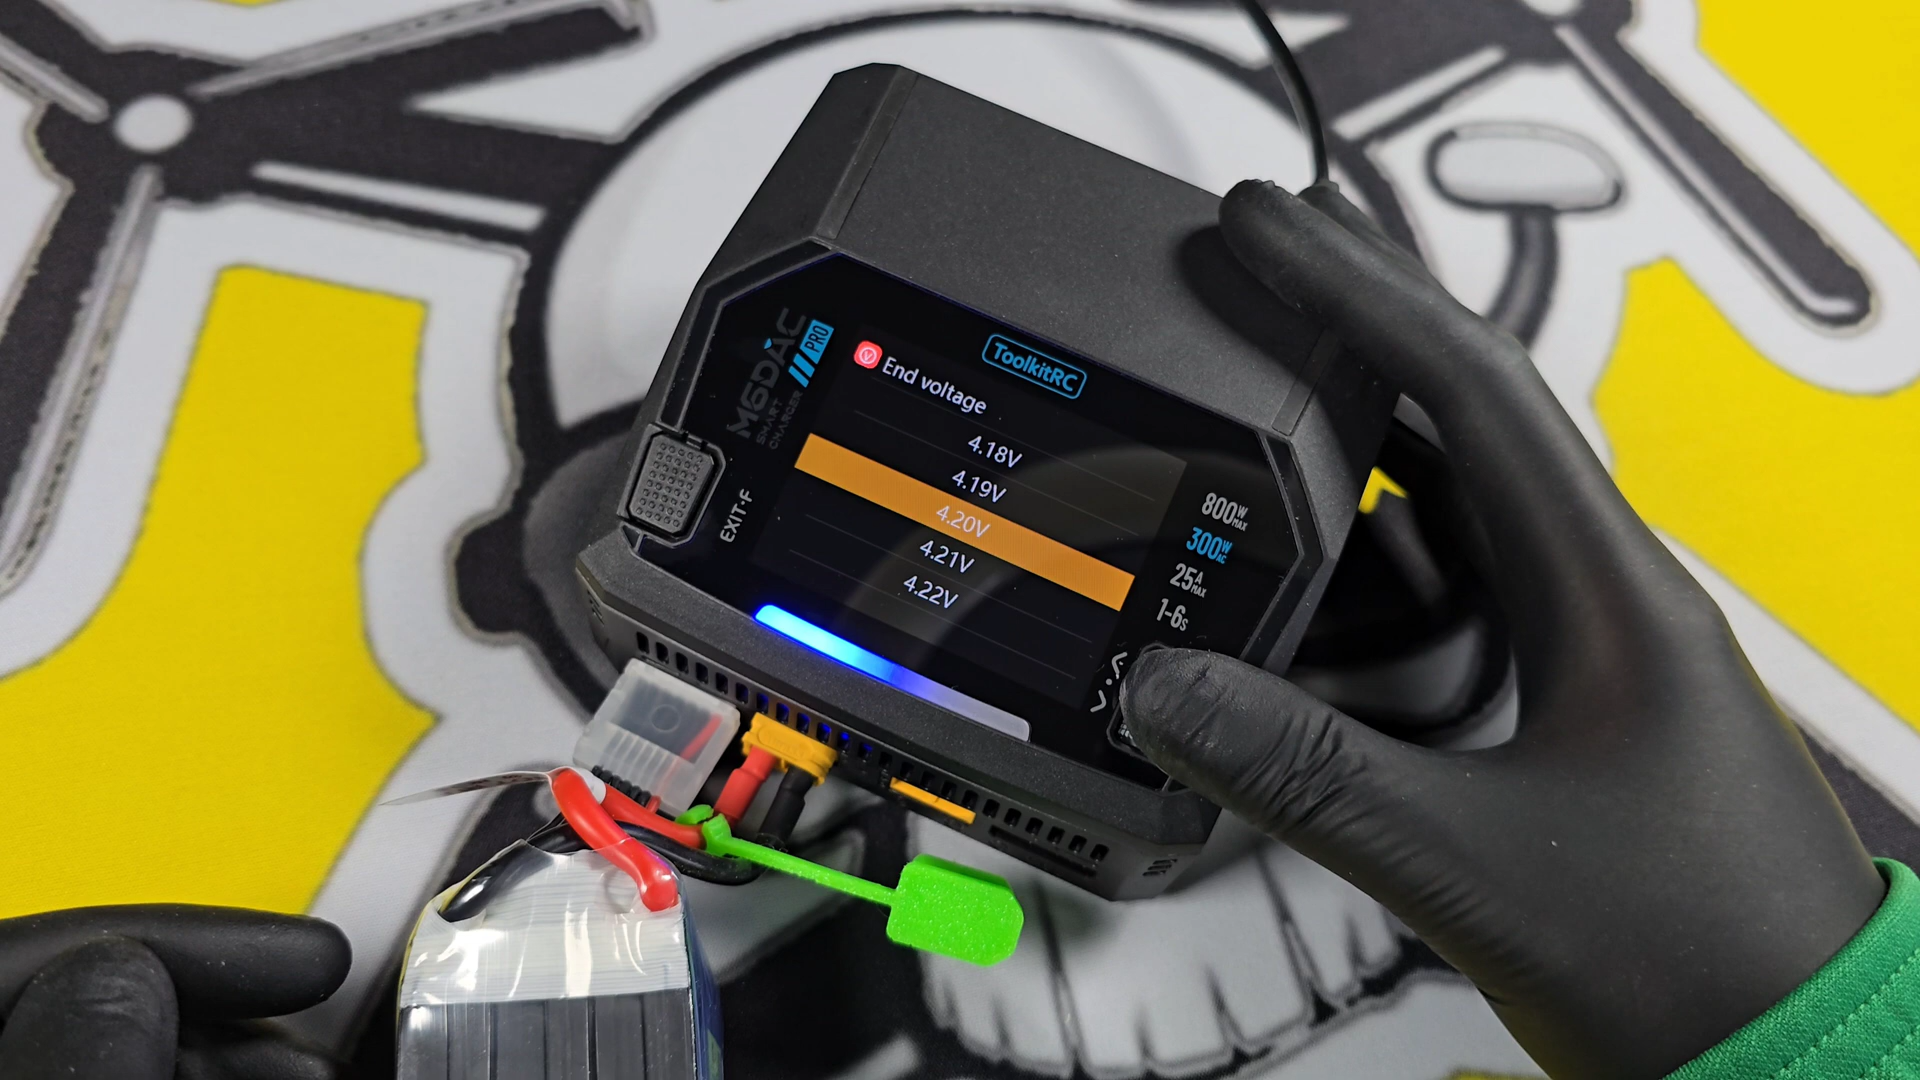 ToolkitRC
M6DAC
PRO
SMART
CHARGER
End voltage
4.18V
4.19V
4.20V
4.21V
4.22V
EXIT·F
800W MAX
300W AC
25A MAX
1-6s